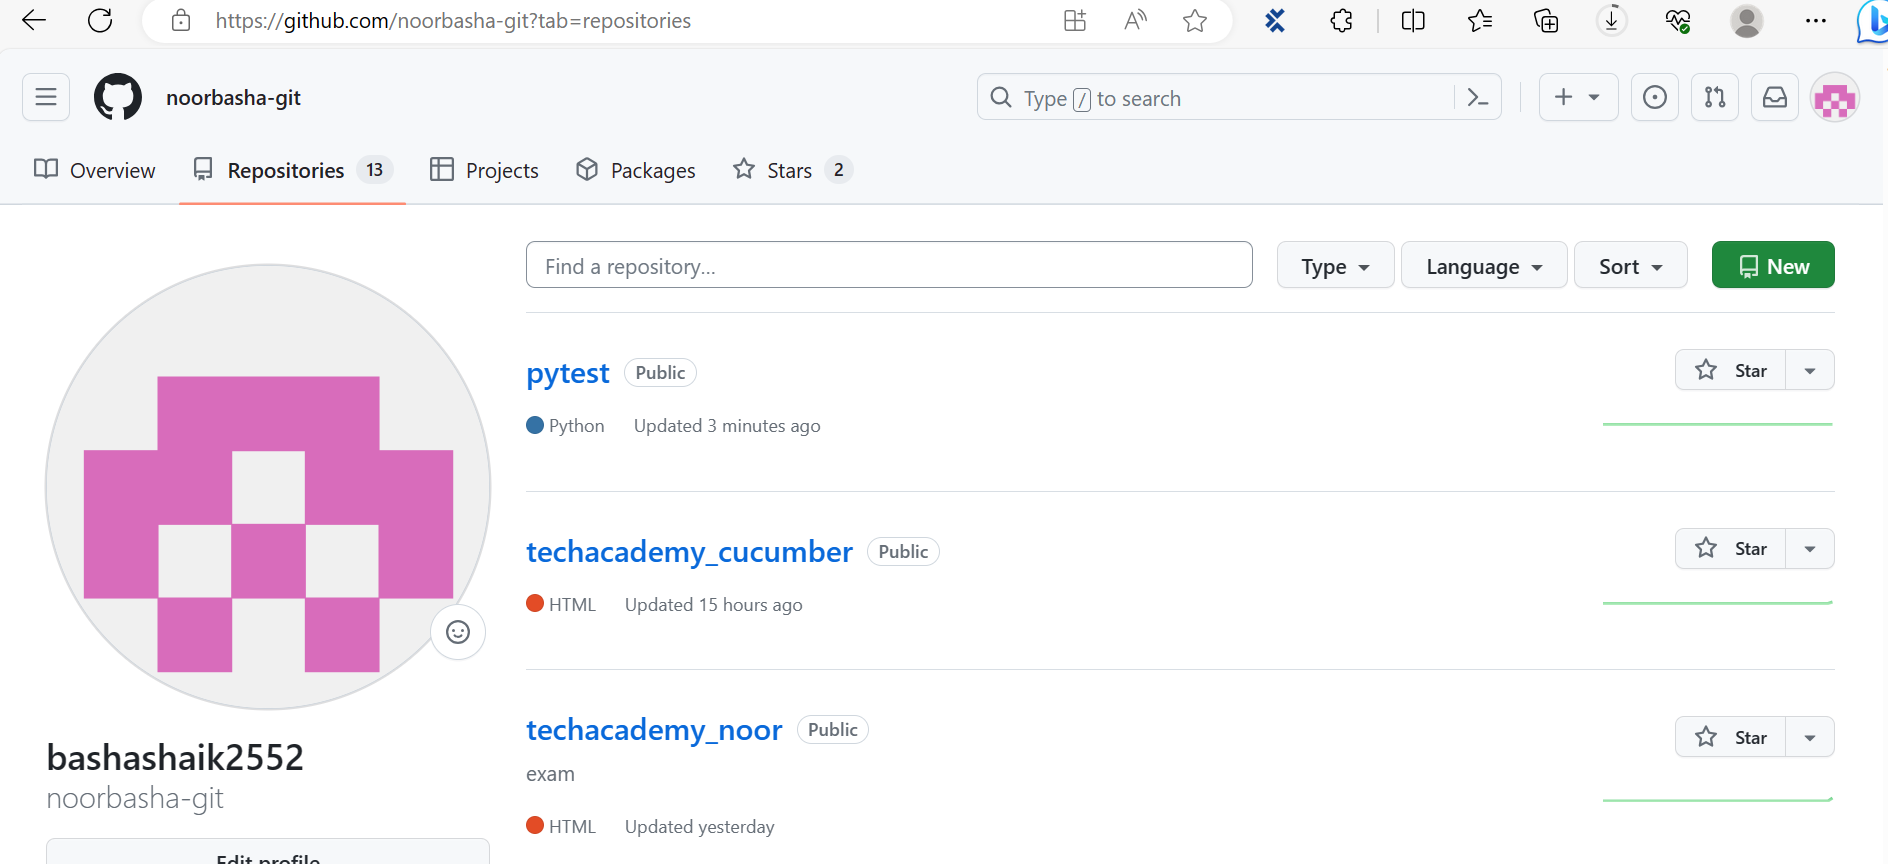 https://github.com/noorbasha-git?tab=repositories
noorbasha-git
Type / to search
Overview
Repositories 13
Projects
Packages
Stars 2
Find a repository...
Type
Language
Sort
New
pytest Public
Star
Python Updated 3 minutes ago
techacademy_cucumber Public
Star
HTML Updated 15 hours ago
techacademy_noor Public
Star
exam
HTML Updated yesterday
bashashaik2552
noorbasha-git
Edit profile